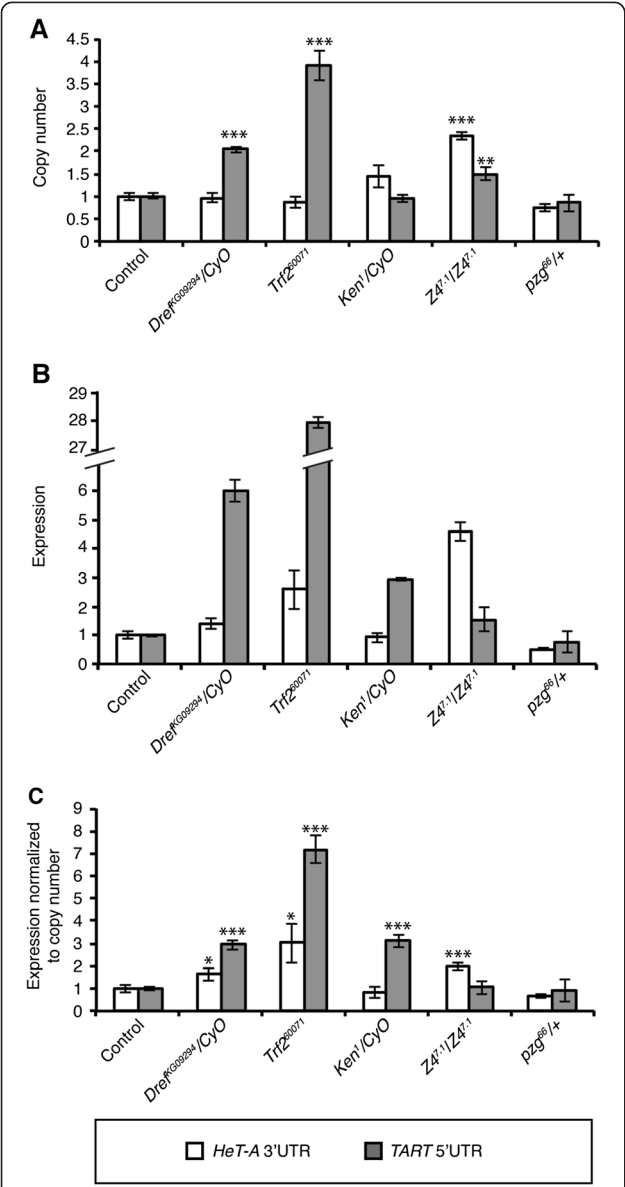 A
Copy number
4.5
4
3.5
3
2.5
2
1.5
1
0.5
0
***
***
***
**
Control
Dref^KG09294/CyO
Trf2^60071
Ken^1/CyO
Z4^7.1/Z4^7.1
pzg^66/+
B
Expression
29
28
27
6
5
4
3
2
1
0
Control
Dref^KG09294/CyO
Trf2^60071
Ken^1/CyO
Z4^7.1/Z4^7.1
pzg^66/+
C
Expression normalized
to copy number
9
8
7
6
5
4
3
2
1
0
*
***
*
***
***
***
Control
Dref^KG09294/CyO
Trf2^60071
Ken^1/CyO
Z4^7.1/Z4^7.1
pzg^66/+
HeT-A 3'UTR
TART 5'UTR